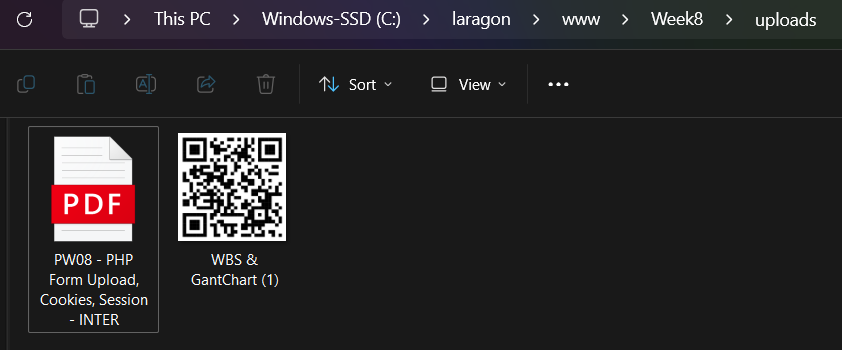 This PC > Windows-SSD (C:) > laragon > www > Week8 > uploads
Sort View
PDF
PW08 - PHP
Form Upload,
Cookies, Session
- INTER
WBS &
GantChart (1)